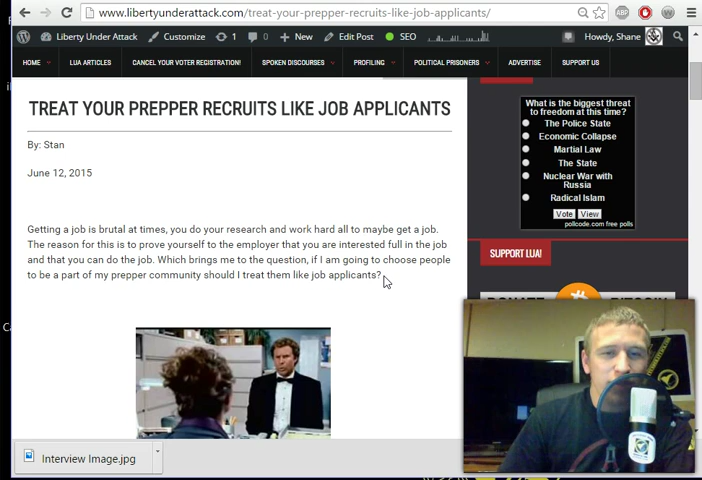 www.libertyunderattack.com/treat-your-prepper-recruits-like-job-applicants/
ABP
W
Liberty Under Attack Customize 1 0 New Edit Post SEO Howdy, Shane
HOME LUA ARTICLES CANCEL YOUR VOTER REGISTRATION! SPOKEN DISCOURSES PROFILING POLITICAL PRISONERS ADVERTISE SUPPORT US
TREAT YOUR PREPPER RECRUITS LIKE JOB APPLICANTS
By: Stan
June 12, 2015
Getting a job is brutal at times, you do your research and work hard all to maybe get a job.
The reason for this is to prove yourself to the employer that you are interested full in the job
and that you can do the job. Which brings me to the question, if I am going to choose people
to be a part of my prepper community should I treat them like job applicants?
What is the biggest threat
to freedom at this time?
The Police State
Economic Collapse
Martial Law
The State
Nuclear War with
Russia
Radical Islam
Vote View
pollcode.com free polls
SUPPORT LUA!
Interview Image.jpg